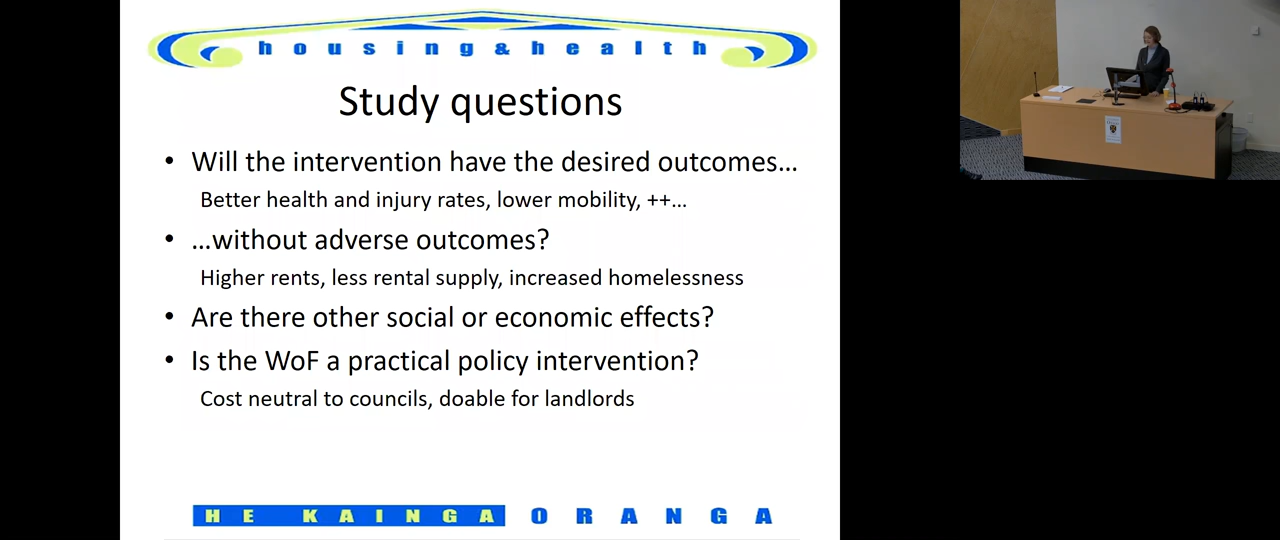 housing&health
Study questions
• Will the intervention have the desired outcomes…
Better health and injury rates, lower mobility, ++…
• …without adverse outcomes?
Higher rents, less rental supply, increased homelessness
• Are there other social or economic effects?
• Is the WoF a practical policy intervention?
Cost neutral to councils, doable for landlords
HE KAINGA ORANGA